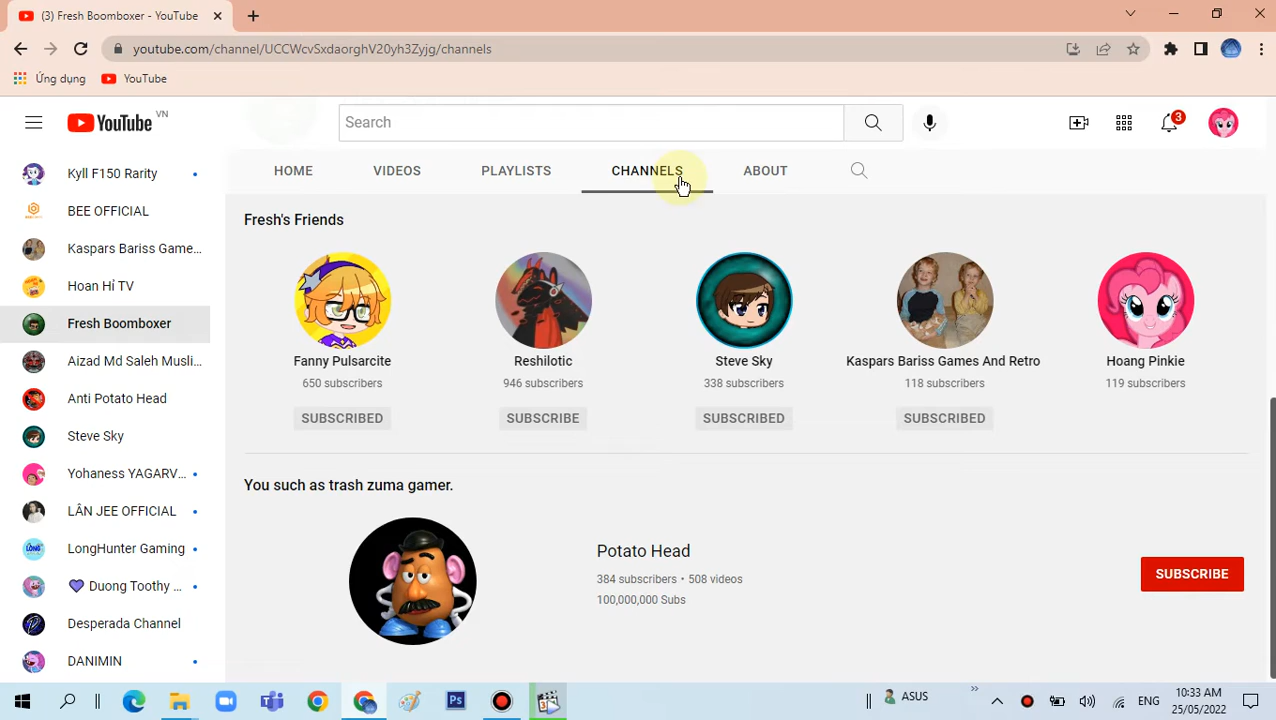 (3) Fresh Boomboxer - YouTube
youtube.com/channel/UCCWcvSxdaorghV20yh3Zyjg/channels
Ứng dụng
YouTube
YouTube VN
Search
3
HOME
VIDEOS
PLAYLISTS
CHANNELS
ABOUT
Kyll F150 Rarity
BEE OFFICIAL
Kaspars Bariss Game...
Hoan Hỉ TV
Fresh Boomboxer
Aizad Md Saleh Musli...
Anti Potato Head
Steve Sky
Yohaness YAGARV...
LÂN JEE OFFICIAL
LongHunter Gaming
Duong Toothy ...
Desperada Channel
DANIMIN
Fresh's Friends
Fanny Pulsarcite
650 subscribers
SUBSCRIBED
Reshilotic
946 subscribers
SUBSCRIBE
Steve Sky
338 subscribers
SUBSCRIBED
Kaspars Bariss Games And Retro
118 subscribers
SUBSCRIBED
Hoang Pinkie
119 subscribers
You such as trash zuma gamer.
Potato Head
384 subscribers • 508 videos
100,000,000 Subs
SUBSCRIBE
ASUS
ENG
10:33 AM
25/05/2022